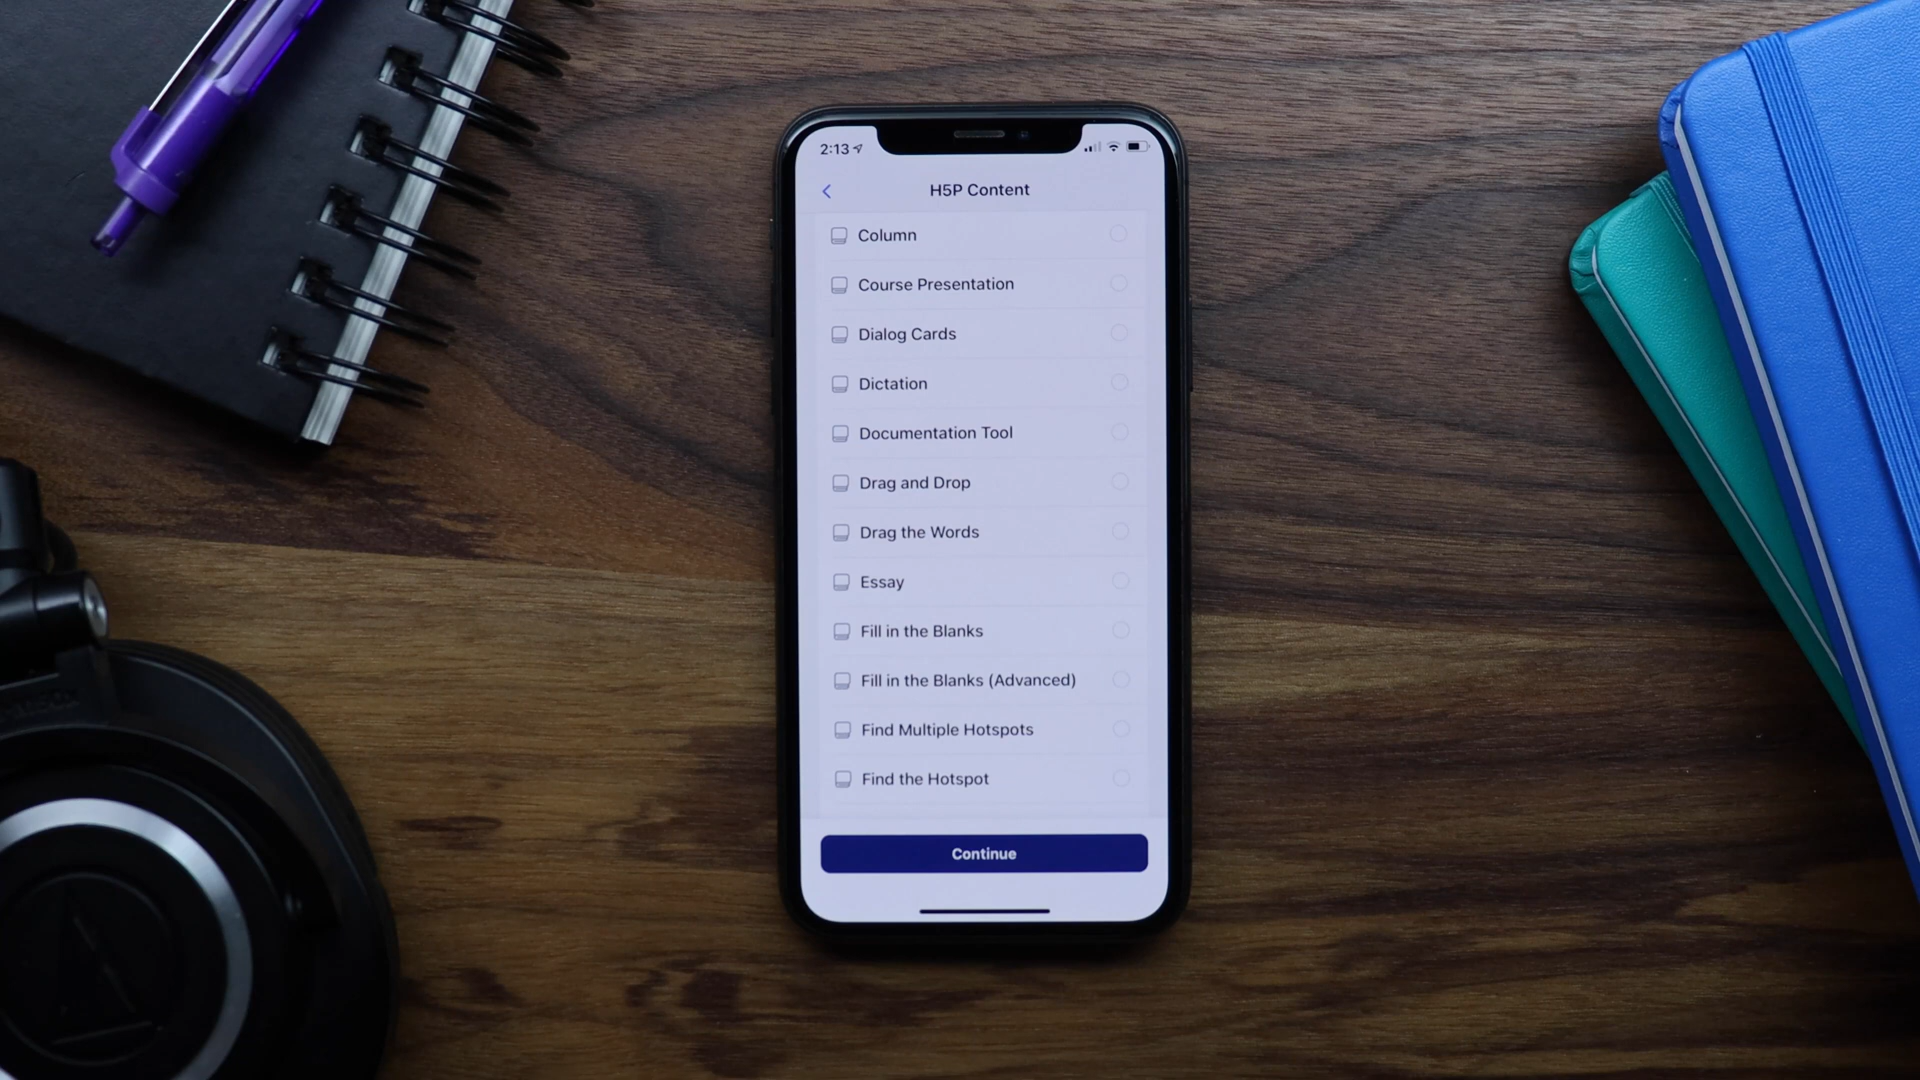 2:13
H5P Content
Column
Course Presentation
Dialog Cards
Dictation
Documentation Tool
Drag and Drop
Drag the Words
Essay
Fill in the Blanks
Fill in the Blanks (Advanced)
Find Multiple Hotspots
Find the Hotspot
Continue